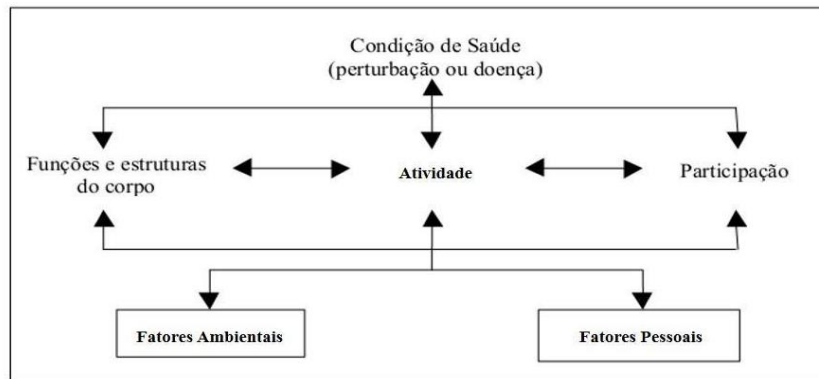 Condição de Saúde
(perturbação ou doença)
Funções e estruturas
do corpo
Atividade
Participação
Fatores Ambientais
Fatores Pessoais